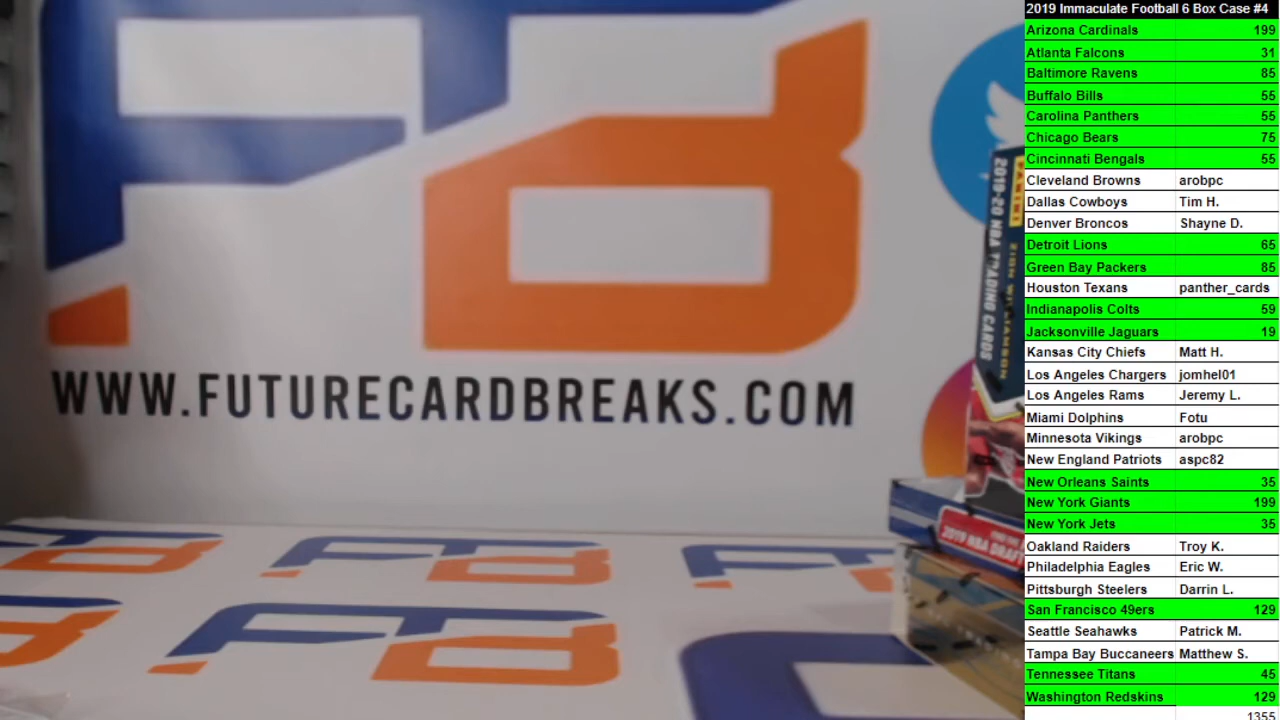 2019 Immaculate Football 6 Box Case #4
Arizona Cardinals 199
Atlanta Falcons 31
Baltimore Ravens 85
Buffalo Bills 55
Carolina Panthers 55
Chicago Bears 75
Cincinnati Bengals 55
Cleveland Browns arobpc
Dallas Cowboys Tim H.
Denver Broncos Shayne D.
Detroit Lions 65
Green Bay Packers 85
Houston Texans panther_cards
Indianapolis Colts 59
Jacksonville Jaguars 19
Kansas City Chiefs Matt H.
Los Angeles Chargers jomhel01
Los Angeles Rams Jeremy L.
Miami Dolphins Fotu
Minnesota Vikings arobpc
New England Patriots aspc82
New Orleans Saints 35
New York Giants 199
New York Jets 35
Oakland Raiders Troy K.
Philadelphia Eagles Eric W.
Pittsburgh Steelers Darrin L.
San Francisco 49ers 129
Seattle Seahawks Patrick M.
Tampa Bay Buccaneers Matthew S.
Tennessee Titans 45
Washington Redskins 129
1355
FB
WWW.FUTURECARDBREAKS.COM
PANINI
2019-20 NBA TRADING CARDS
ZION WILLIAMSON
2019 NBA
FB
FB